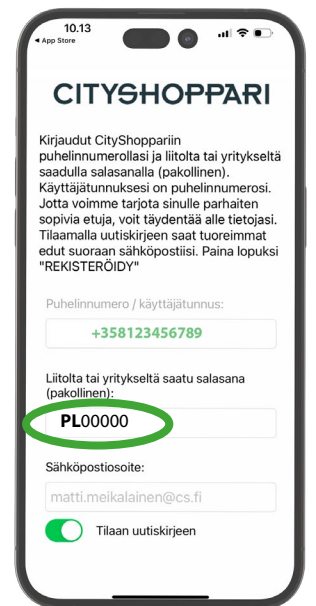 10.13
◀ App Store
CITYSHOPPARI
Kirjaudut CityShoppariin
puhelinnumerollasi ja liitolta tai yritykseltä
saadulla salasanalla (pakollinen).
Käyttäjätunnuksesi on puhelinnumerosi.
Jotta voimme tarjota sinulle parhaiten
sopivia etuja, voit täydentää alle tietojasi.
Tilaamalla uutiskirjeen saat tuoreimmat
edut suoraan sähköpostiisi. Paina lopuksi
"REKISTERÖIDY"
Puhelinnumero / käyttäjätunnus:
+358123456789
Liitolta tai yritykseltä saatu salasana
(pakollinen):
PL00000
Sähköpostiosoite:
matti.meikalainen@cs.fi
Tilaan uutiskirjeen